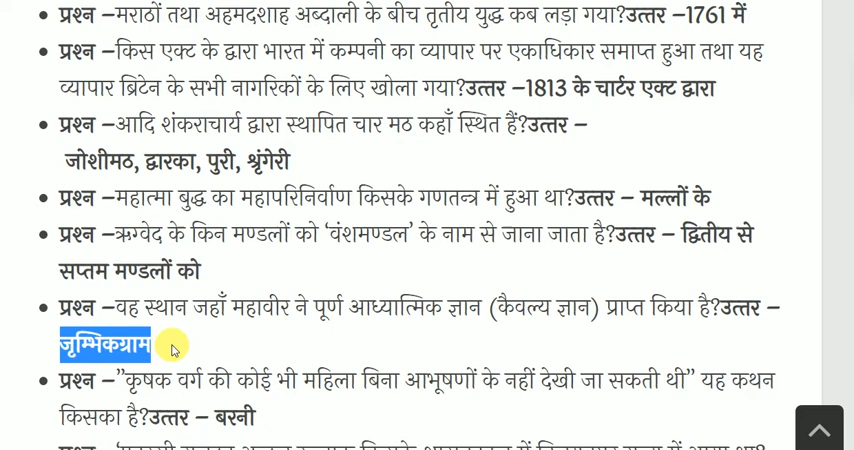 • प्रश्न –मराठों तथा अहमदशाह अब्दाली के बीच तृतीय युद्ध कब लड़ा गया?उत्तर –1761 में
• प्रश्न –किस एक्ट के द्वारा भारत में कम्पनी का व्यापार पर एकाधिकार समाप्त हुआ तथा यह
व्यापार ब्रिटेन के सभी नागरिकों के लिए खोला गया?उत्तर –1813 के चार्टर एक्ट द्वारा
• प्रश्न –आदि शंकराचार्य द्वारा स्थापित चार मठ कहाँ स्थित हैं?उत्तर –
जोशीमठ, द्वारका, पुरी, श्रृंगेरी
• प्रश्न –महात्मा बुद्ध का महापरिनिर्वाण किसके गणतन्त्र में हुआ था?उत्तर – मल्लों के
• प्रश्न –ऋग्वेद के किन मण्डलों को ‘वंशमण्डल’ के नाम से जाना जाता है?उत्तर – द्वितीय से
सप्तम मण्डलों को
• प्रश्न –वह स्थान जहाँ महावीर ने पूर्ण आध्यात्मिक ज्ञान (कैवल्य ज्ञान) प्राप्त किया है?उत्तर –
जृम्भिकग्राम
• प्रश्न –”कृषक वर्ग की कोई भी महिला बिना आभूषणों के नहीं देखी जा सकती थी” यह कथन
किसका है?उत्तर – बरनी